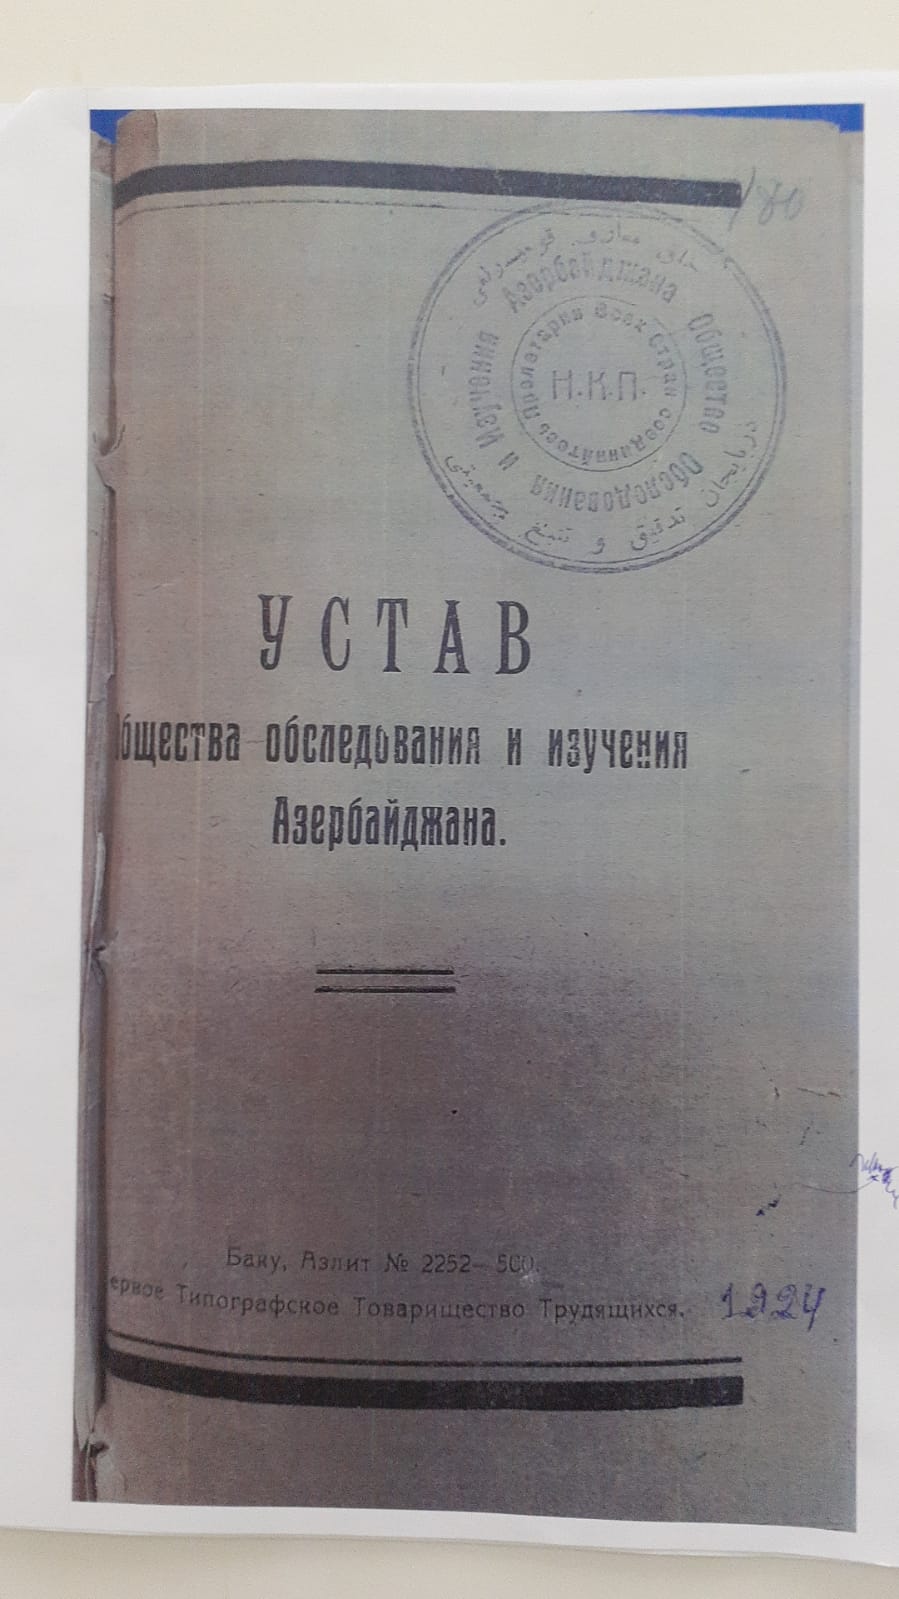 180
Общество Обследования и Изучения Азербайджана
Пролетарии Всех Стран соединяйтесь
Н.К.П.
УСТАВ
Общества обследования и изучения
Азербайджана.
Баку, Азлит № 2252— 500.
ервое Типографское Товарищество Трудящихся.
1924